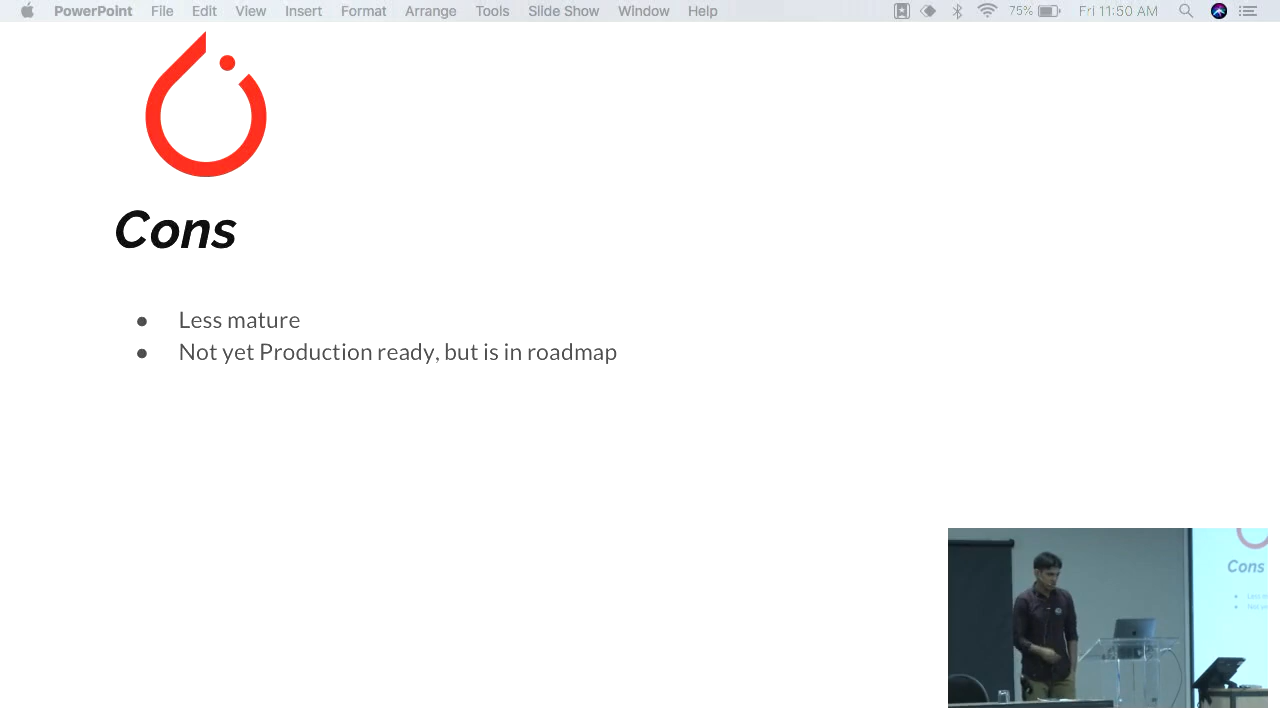 PowerPoint File Edit View Insert Format Arrange Tools Slide Show Window Help 75% Fri 11:50 AM
Cons
● Less mature
● Not yet Production ready, but is in roadmap
Cons